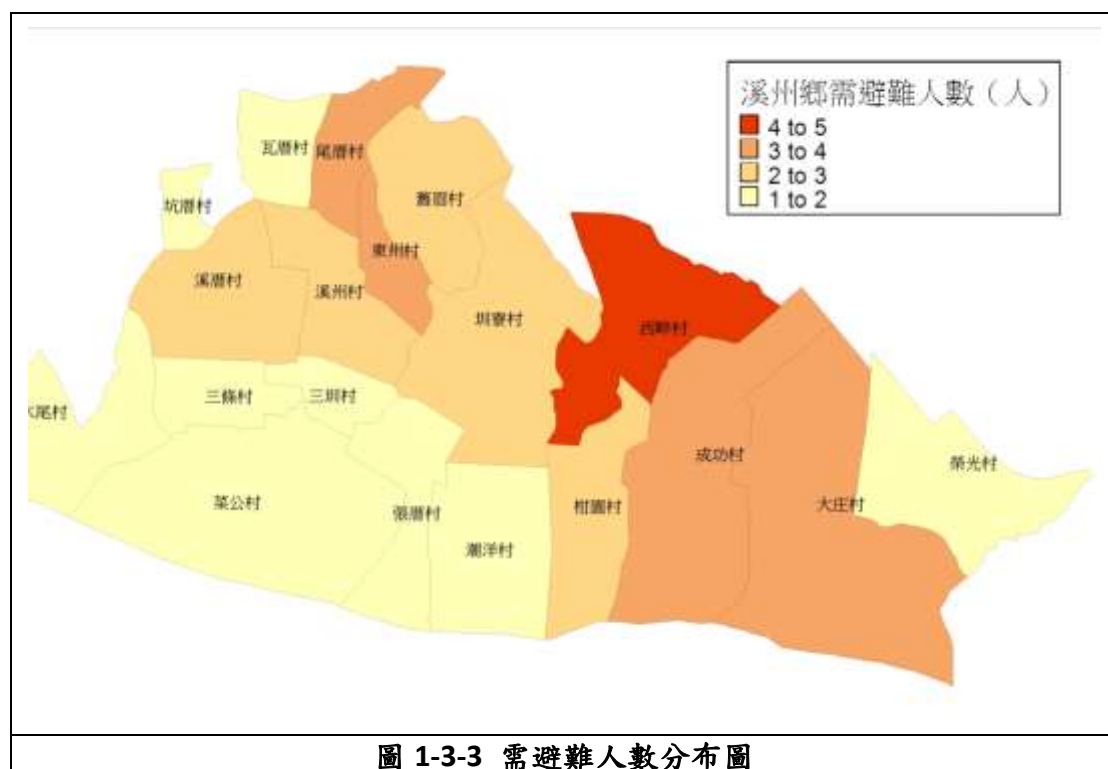 溪州鄉需避難人數（人）
4 to 5
3 to 4
2 to 3
1 to 2
瓦厝村
尾厝村
坑厝村
舊眉村
東州村
溪厝村
溪州村
圳寮村
西畔村
三條村
三圳村
水尾村
成功村
榮光村
菜公村
張厝村
柑園村
大庄村
潮洋村
圖 1-3-3 需避難人數分布圖